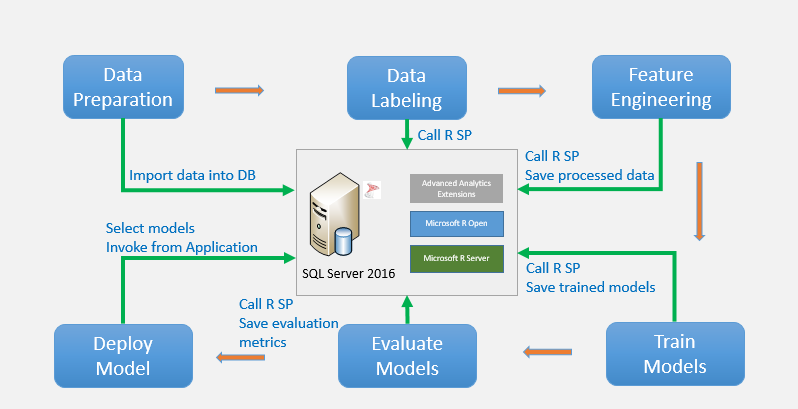 Data
Preparation
Data
Labeling
Feature
Engineering
Call R SP
Import data into DB
Call R SP
Save processed data
Advanced Analytics
Extensions
Microsoft R Open
Microsoft R Server
SQL Server 2016
Select models
Invoke from Application
Call R SP
Save trained models
Call R SP
Save evaluation
metrics
Deploy
Model
Evaluate
Models
Train
Models